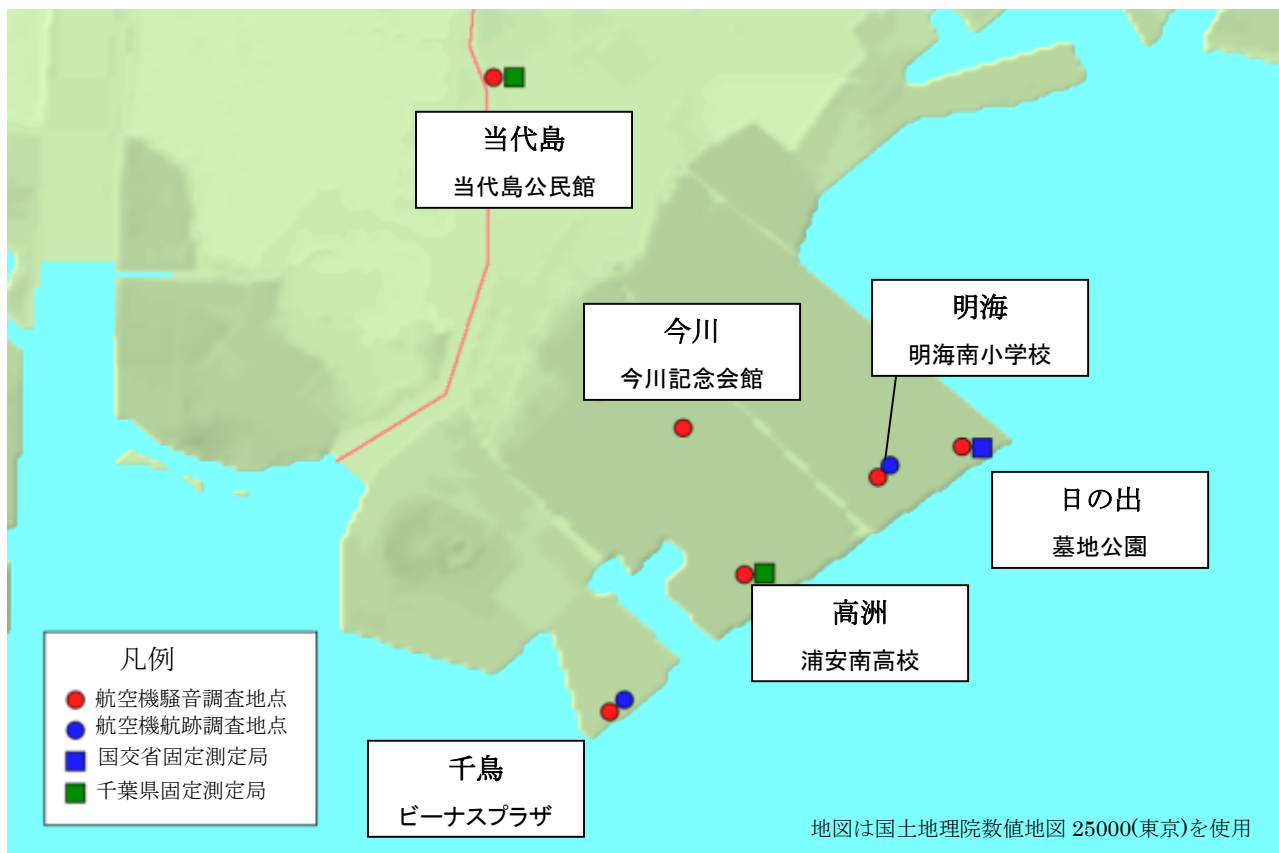 当代島
当代島公民館
今川
今川記念会館
明海
明海南小学校
日の出
墓地公園
高洲
浦安南高校
千鳥
ビーナスプラザ
凡例
航空機騒音調査地点
航空機航跡調査地点
国交省固定測定局
千葉県固定測定局
地図は国土地理院数値地図 25000(東京)を使用